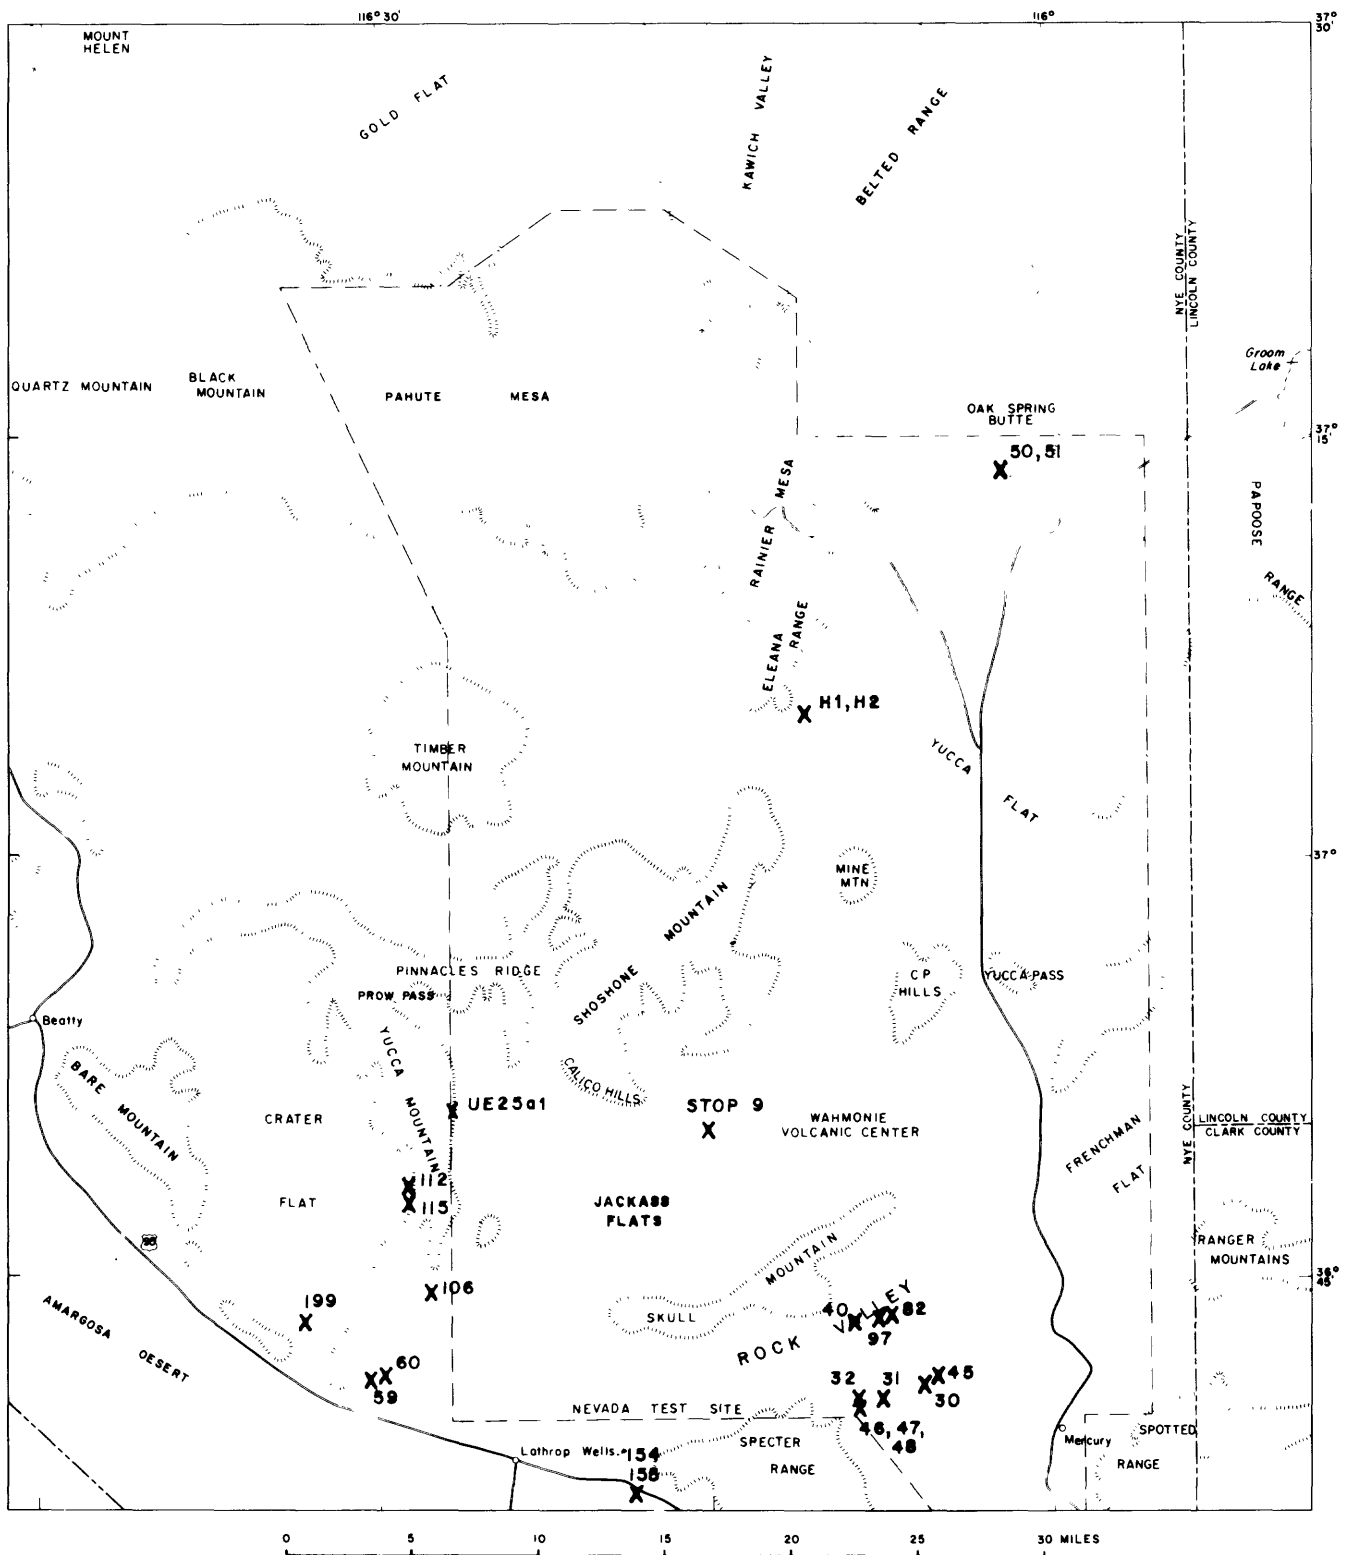 116° 30'
116°
37° 30'
MOUNT
HELEN
GOLD FLAT
KAWICH VALLEY
BELTED RANGE
NYE COUNTY
LINCOLN COUNTY
Groom
Lake
QUARTZ MOUNTAIN
BLACK
MOUNTAIN
PAHUTE MESA
OAK SPRING
BUTTE
37°
15'
50,51
RAINIER MESA
PAPOOSE RANGE
ELEANA
RANGE
H1, H2
TIMBER
MOUNTAIN
YUCCA FLAT
37°
MINE
MTN
SHOSHONE MOUNTAIN
PINNACLES RIDGE
PROW PASS
CP
HILLS
YUCCA PASS
Beatty
YUCCA MOUNTAIN
BARE MOUNTAIN
CALICO HILLS
UE25a1
STOP 9
CRATER
FLAT
WAHMONIE
VOLCANIC CENTER
NYE COUNTY
LINCOLN COUNTY
CLARK COUNTY
FRENCHMAN
FLAT
112
115
JACKASS
FLATS
95
RANGER
MOUNTAINS
36°
45'
106
SKULL MOUNTAIN
199
AMARGOSA
DESERT
ROCK VALLEY
40
82
97
60
59
32
31
45
30
NEVADA TEST SITE
46, 47,
48
SPECTER
RANGE
Mercury
SPOTTED
RANGE
Lathrop Wells
154
158
0 5 10 15 20 25 30 MILES